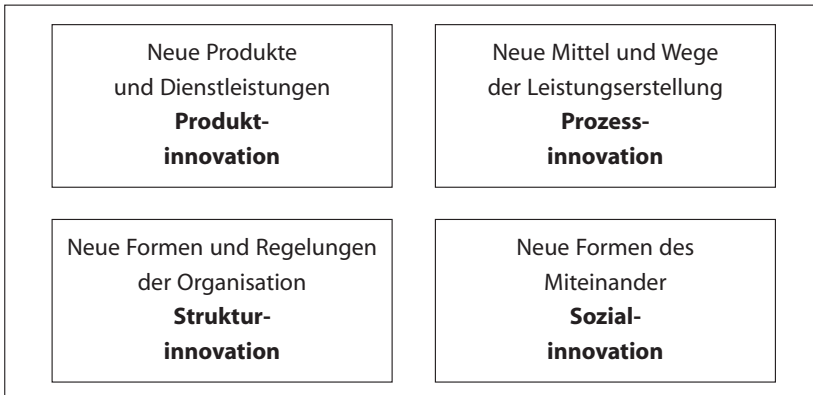 Neue Produkte
und Dienstleistungen
Produkt-
innovation
Neue Mittel und Wege
der Leistungserstellung
Prozess-
innovation
Neue Formen und Regelungen
der Organisation
Struktur-
innovation
Neue Formen des
Miteinander
Sozial-
innovation